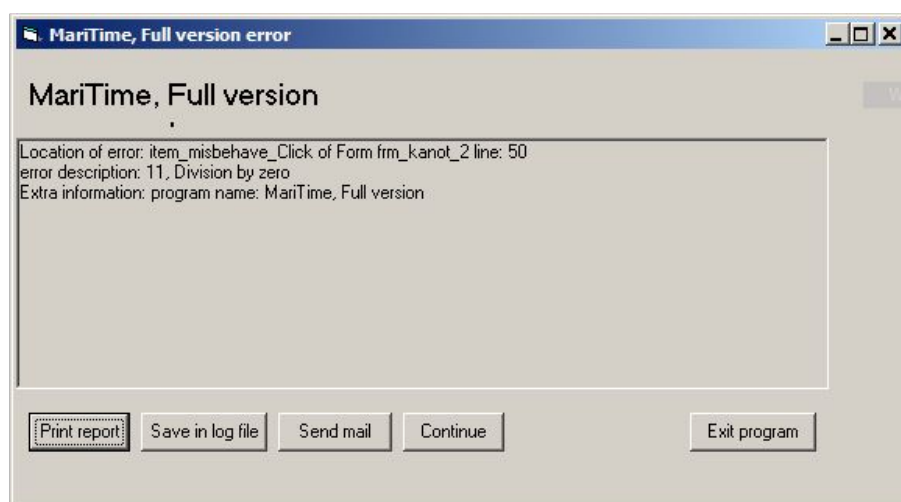 MariTime, Full version error
MariTime, Full version
Location of error: item_misbehave_Click of Form frm_kanot_2 line: 50
error description: 11, Division by zero
Extra information: program name: MariTime, Full version
Print report
Save in log file
Send mail
Continue
Exit program